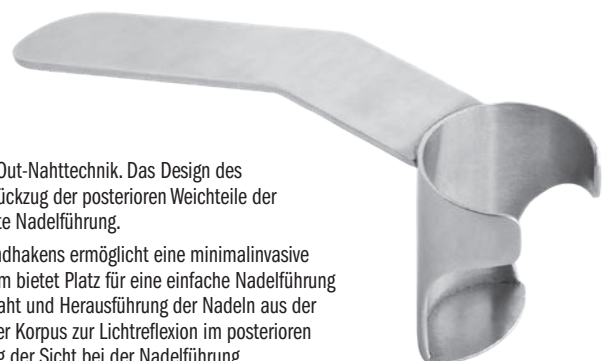 Out-Nahttechnik. Das Design des
ückzug der posterioren Weichteile der
te Nadelführung.
ndhakens ermöglicht eine minimalinvasive
m bietet Platz für eine einfache Nadelführung
aht und Herausführung der Nadeln aus der
er Korpus zur Lichtreflexion im posterioren
g der Sicht bei der Nadelführung